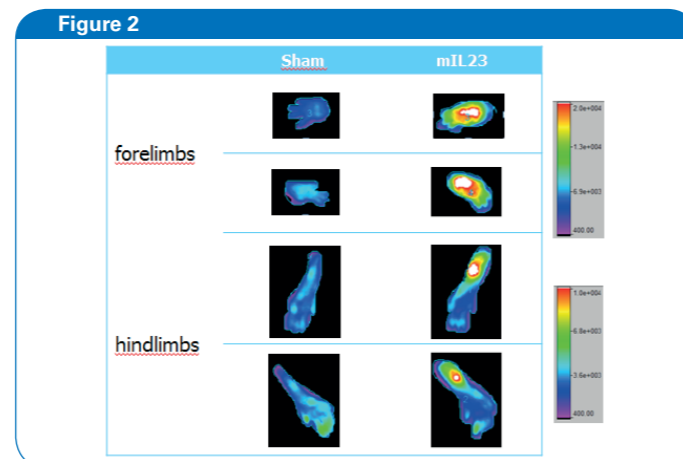 Figure 2
Sham mIL23
forelimbs
hindlimbs
2.0e+004
1.3e+004
6.9e+003
400.00
1.0e+004
6.8e+003
3.6e+003
400.00